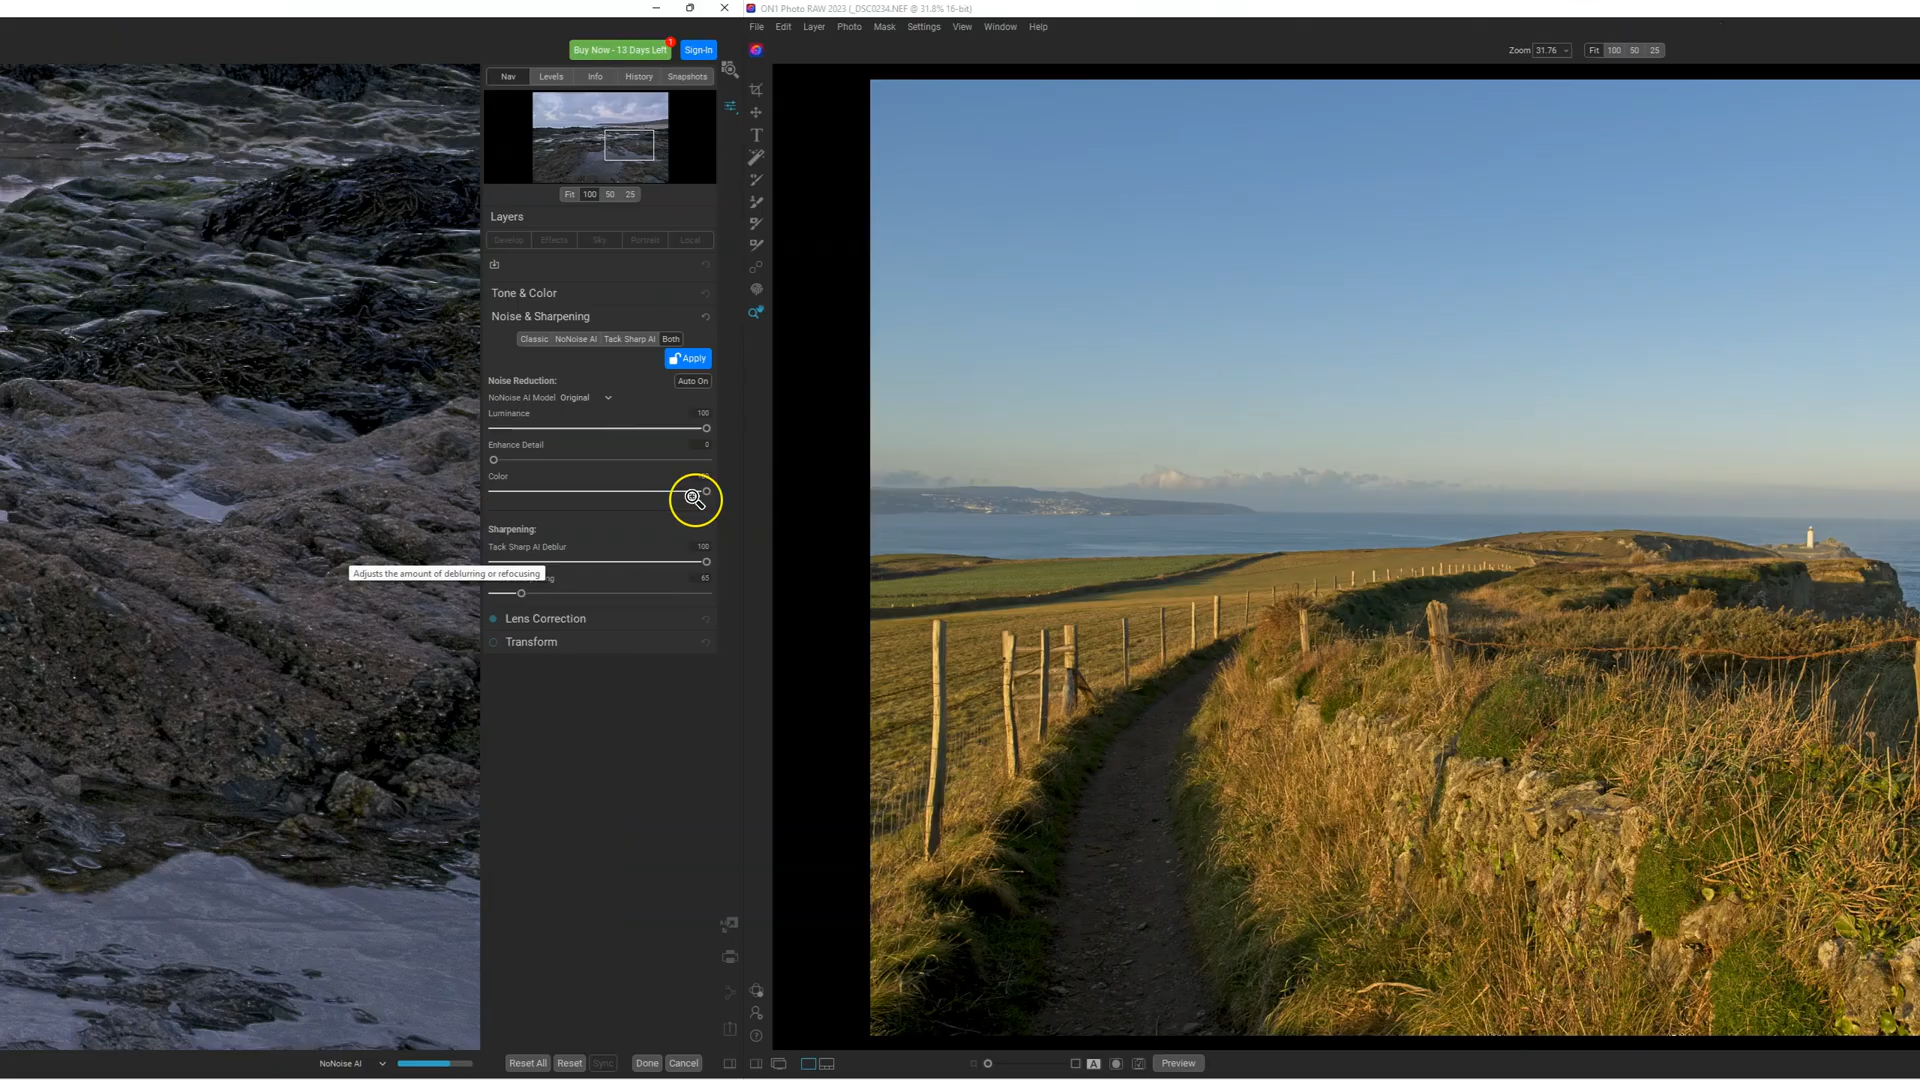 ON1 Photo RAW 2023 (_DSC0234.NEF @ 31.8% 16-bit)
File Edit Layer Photo Mask Settings View Window Help
Buy Now - 13 Days Left 1 Sign-In
Zoom 31.76 Fit 100 50 25
Nav Levels Info History Snapshots
Fit 100 50 25
Layers
Develop Effects Sky Portrait Local
Tone & Color
Noise & Sharpening
Classic NoNoise AI Tack Sharp AI Both
Apply
Noise Reduction: Auto On
NoNoise AI Model Original
Luminance 100
Enhance Detail 0
Color
Sharpening:
Tack Sharp AI Deblur 100
Adjusts the amount of deblurring or refocusing
65
Lens Correction
Transform
NoNoise AI Reset All Reset Sync Done Cancel
A Preview